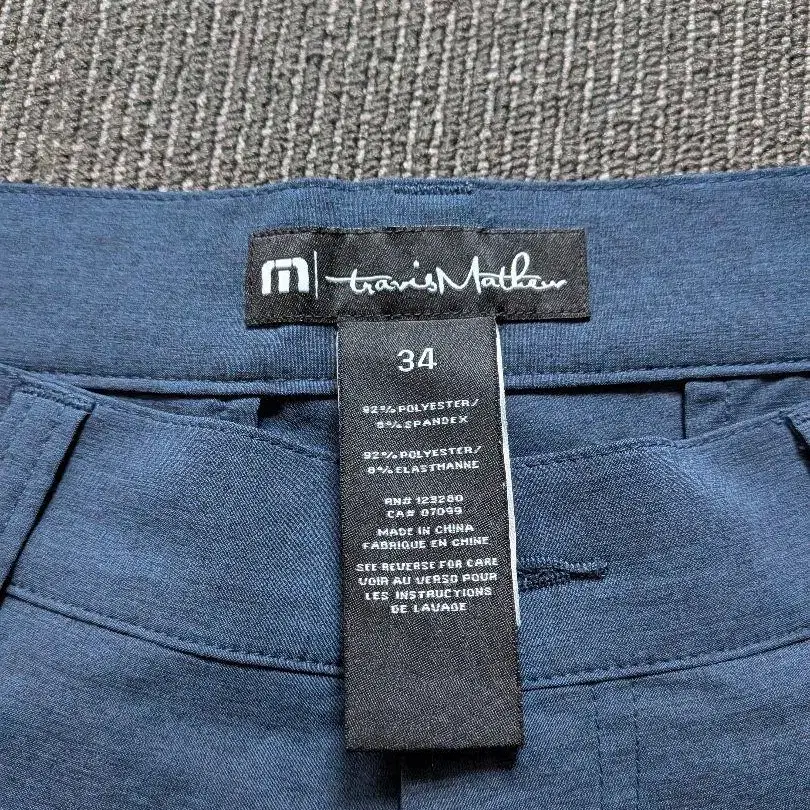 travisMathew
34
92% POLYESTER/
8% SPANDEX
92% POLYESTER/
8% ELASTHANNE
RN# 123280
CA# 07099
MADE IN CHINA
FABRIQUE EN CHINE
SEE REVERSE FOR CARE
VOIR AU VERSO POUR
LES INSTRUCTIONS
DE LAVAGE